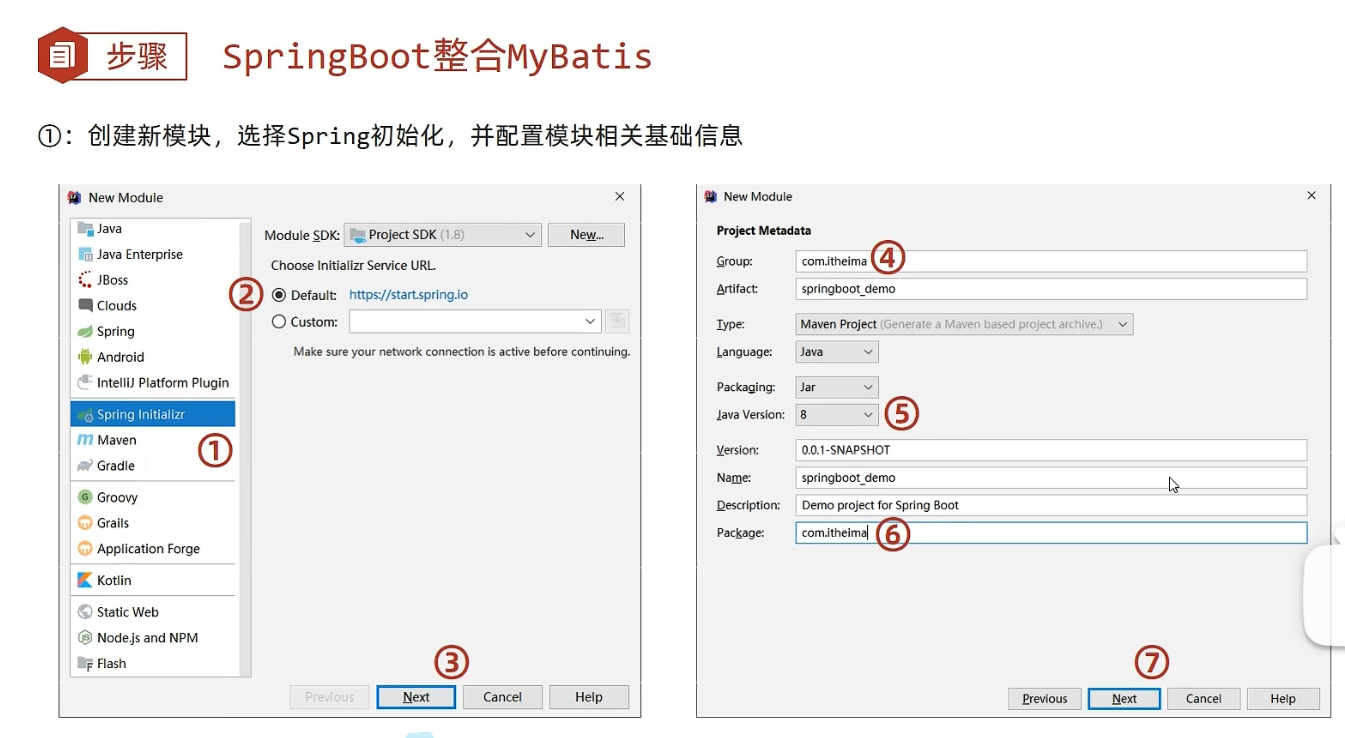 步骤
SpringBoot整合MyBatis
①：创建新模块，选择Spring初始化，并配置模块相关基础信息
New Module
Java
Java Enterprise
JBoss
Clouds
Spring
Android
IntelliJ Platform Plugin
Spring Initializr
Maven
①
Gradle
Groovy
Grails
Application Forge
Kotlin
Static Web
Node.js and NPM
Flash
Module SDK: Project SDK (1.8) New...
Choose Initializr Service URL.
② Default: https://start.spring.io
Custom:
Make sure your network connection is active before continuing.
③
Previous Next Cancel Help
New Module
Project Metadata
Group: com.itheima ④
Artifact: springboot_demo
Type: Maven Project (Generate a Maven based project archive.)
Language: Java
Packaging: Jar
Java Version: 8 ⑤
Version: 0.0.1-SNAPSHOT
Name: springboot_demo
Description: Demo project for Spring Boot
Package: com.itheima ⑥
⑦
Previous Next Cancel Help